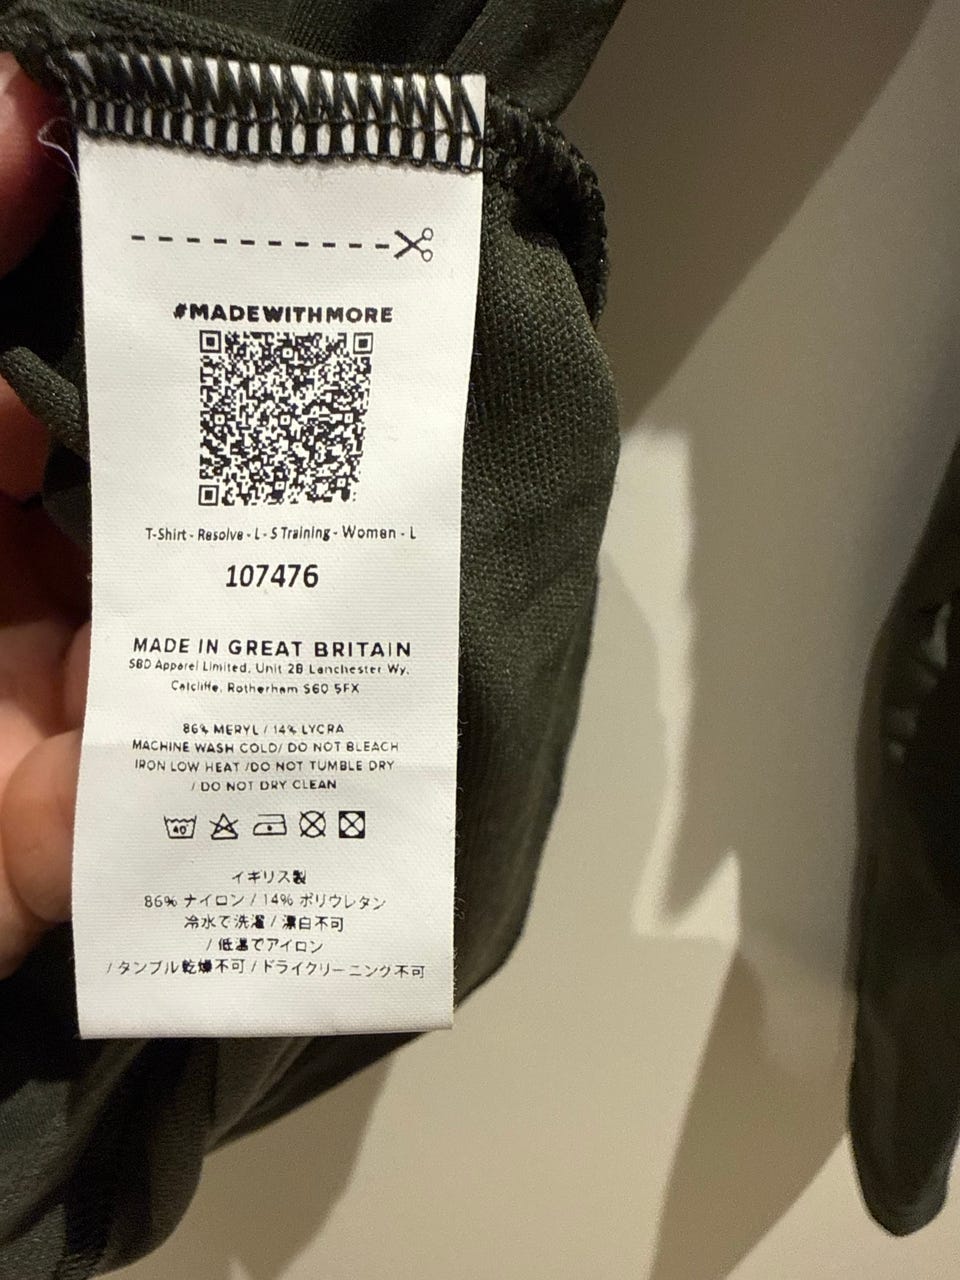 #MADEWITHMORE
T-Shirt - Resolve - L - S Training - Women - L
107476
MADE IN GREAT BRITAIN
SBD Apparel Limited, Unit 2B Lanchester Wy,
Catcliffe, Rotherham S60 5FX
86% MERYL / 14% LYCRA
MACHINE WASH COLD/ DO NOT BLEACH
IRON LOW HEAT /DO NOT TUMBLE DRY
/ DO NOT DRY CLEAN
40
イギリス製
86% ナイロン / 14% ポリウレタン
冷水で洗濯 / 漂白不可
/ 低温でアイロン
/ タンブル乾燥不可 / ドライクリーニング不可